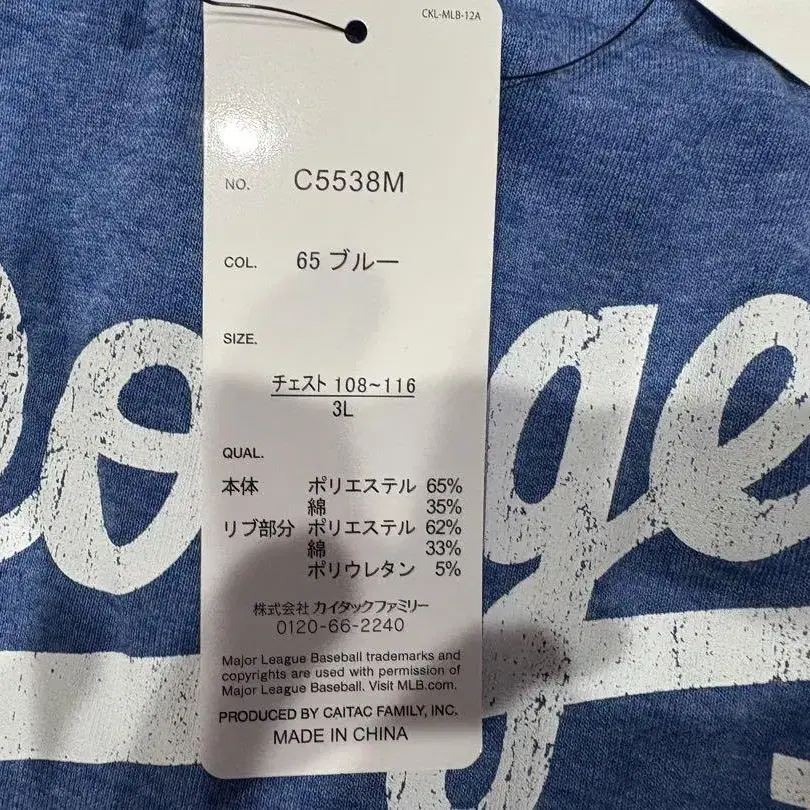 CKL-MLB-12A
NO. C5538M
COL. 65 ブルー
SIZE.
チェスト 108~116
3L
QUAL.
本体 ポリエステル 65%
綿 35%
リブ部分 ポリエステル 62%
綿 33%
ポリウレタン 5%
株式会社 カイタックファミリー
0120-66-2240
Major League Baseball trademarks and
copyrights are used with permission of
Major League Baseball. Visit MLB.com.
PRODUCED BY CAITAC FAMILY, INC.
MADE IN CHINA